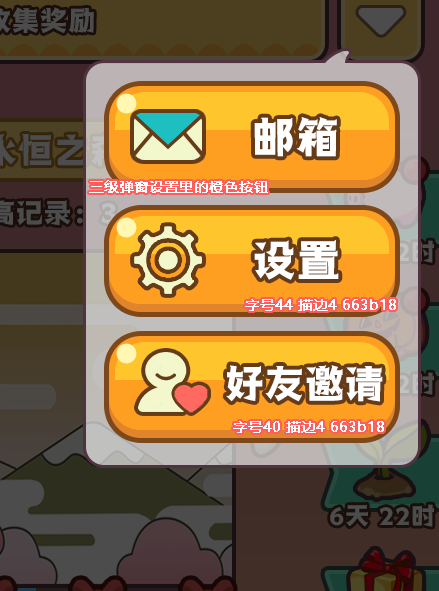 收集奖励
邮箱
三级弹窗设置里的橙色按钮
永恒之
高记录：3
设置
2时
字号44 描边4 663b18
好友邀请
2时
字号40 描边4 663b18
6天 22时